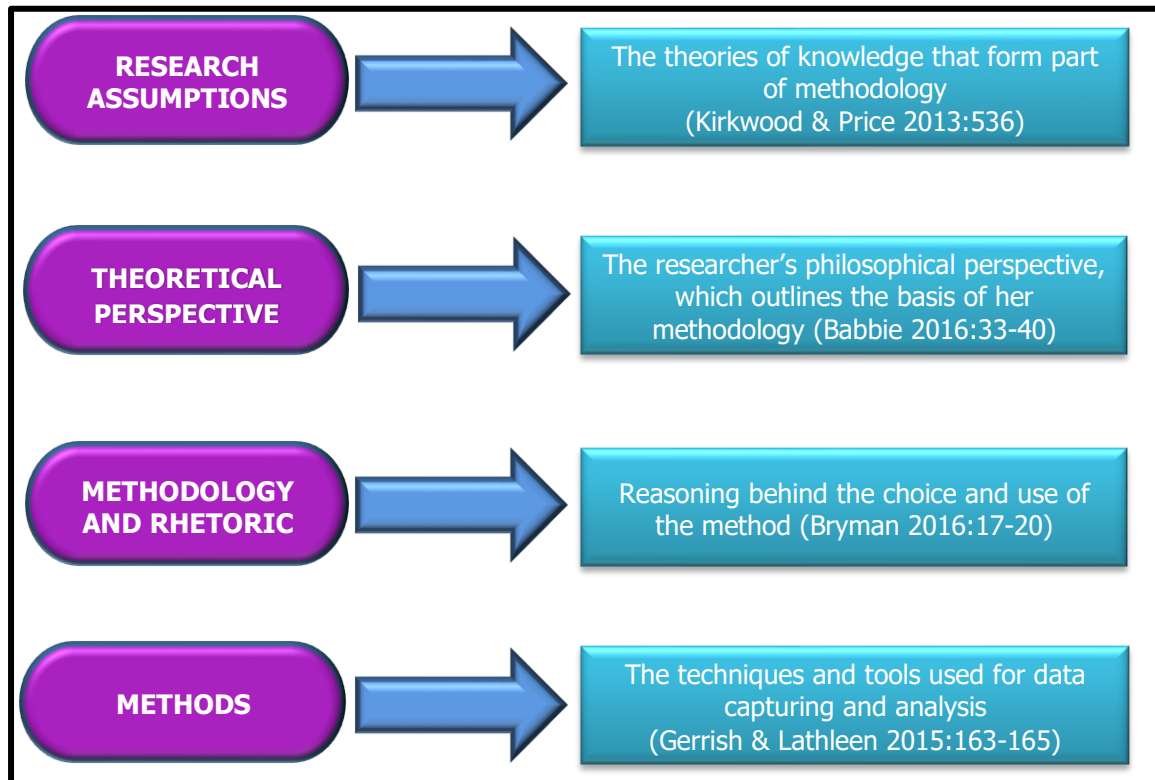 RESEARCH
ASSUMPTIONS
The theories of knowledge that form part
of methodology
(Kirkwood & Price 2013:536)
THEORETICAL
PERSPECTIVE
The researcher’s philosophical perspective,
which outlines the basis of her
methodology (Babbie 2016:33-40)
METHODOLOGY
AND RHETORIC
Reasoning behind the choice and use of
the method (Bryman 2016:17-20)
METHODS
The techniques and tools used for data
capturing and analysis
(Gerrish & Lathleen 2015:163-165)